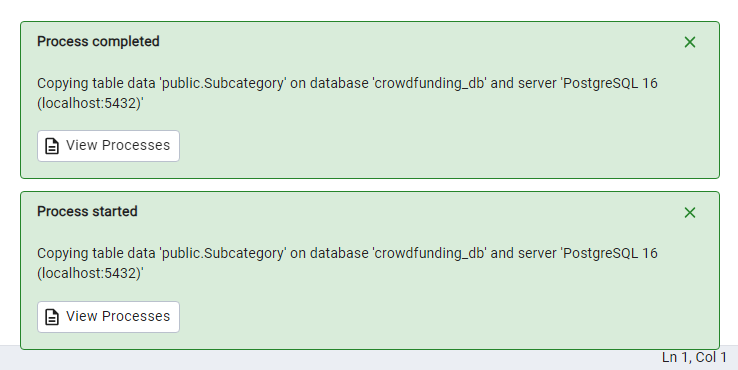 Process completed
Copying table data 'public.Subcategory' on database 'crowdfunding_db' and server 'PostgreSQL 16
(localhost:5432)'
View Processes
Process started
Copying table data 'public.Subcategory' on database 'crowdfunding_db' and server 'PostgreSQL 16
(localhost:5432)'
View Processes
Ln 1, Col 1